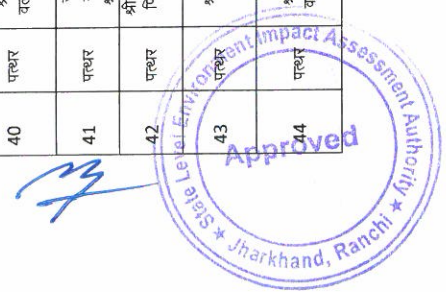 40 पत्थर
41 पत्थर
42 पत्थर
43 पत्थर
44 पत्थर
State Level Environment Impact Assessment Authority
Approved
★ Jharkhand, Ranchi ★